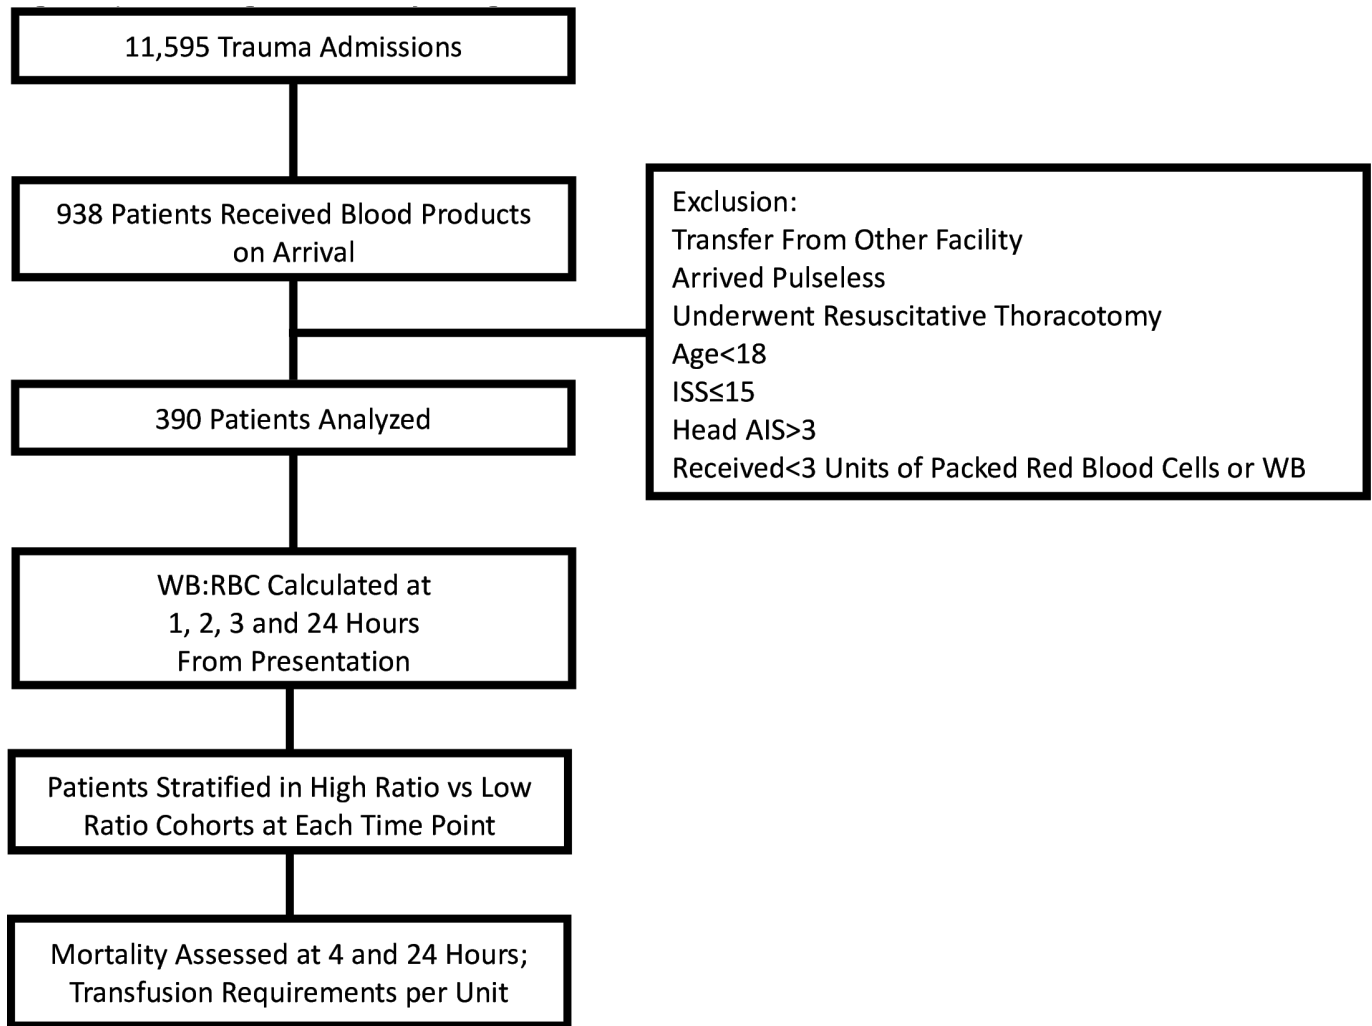 11,595 Trauma Admissions
938 Patients Received Blood Products
on Arrival
Exclusion:
Transfer From Other Facility
Arrived Pulseless
Underwent Resuscitative Thoracotomy
Age<18
ISS≤15
Head AIS>3
Received<3 Units of Packed Red Blood Cells or WB
390 Patients Analyzed
WB:RBC Calculated at
1, 2, 3 and 24 Hours
From Presentation
Patients Stratified in High Ratio vs Low
Ratio Cohorts at Each Time Point
Mortality Assessed at 4 and 24 Hours;
Transfusion Requirements per Unit